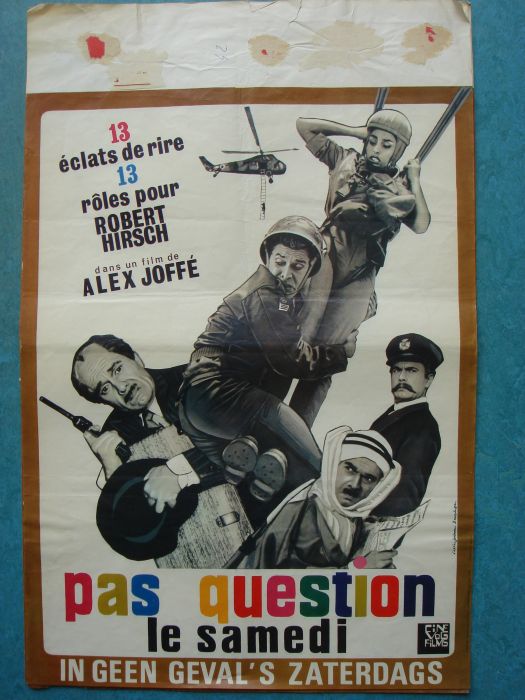 13
éclats de rire
13
rôles pour
ROBERT
HIRSCH
dans un film de
ALEX JOFFÉ
pas question
le samedi
CINÉ
VOG
FILMS
IN GEEN GEVAL'S ZATERDAGS